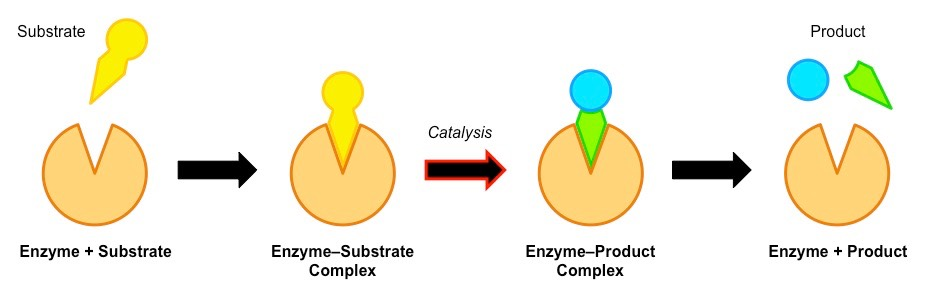 Substrate
Product
Catalysis
Enzyme + Substrate
Enzyme–Substrate
Complex
Enzyme–Product
Complex
Enzyme + Product